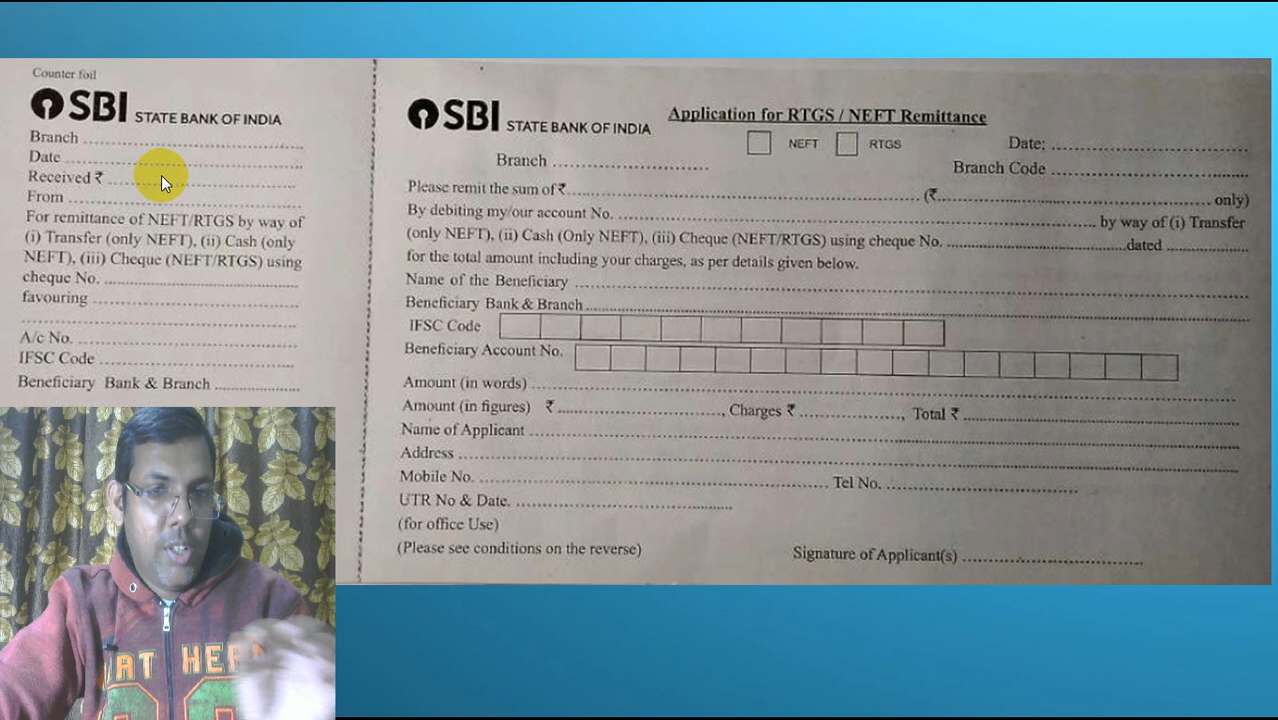 Counter foil
SBI STATE BANK OF INDIA
Branch
Date
Received ₹
From
For remittance of NEFT/RTGS by way of
(i) Transfer (only NEFT), (ii) Cash (only
NEFT), (iii) Cheque (NEFT/RTGS) using
cheque No.
favouring
A/c No.
IFSC Code
Beneficiary Bank & Branch
SBI STATE BANK OF INDIA
Application for RTGS / NEFT Remittance
NEFT RTGS Date:
Branch Branch Code
Please remit the sum of ₹ (₹ only)
By debiting my/our account No. by way of (i) Transfer
(only NEFT), (ii) Cash (Only NEFT), (iii) Cheque (NEFT/RTGS) using cheque No. dated
for the total amount including your charges, as per details given below.
Name of the Beneficiary
Beneficiary Bank & Branch
IFSC Code
Beneficiary Account No.
Amount (in words)
Amount (in figures) ₹ , Charges ₹ , Total ₹
Name of Applicant
Address
Mobile No. Tel No.
UTR No & Date.
(for office Use)
(Please see conditions on the reverse) Signature of Applicant(s)